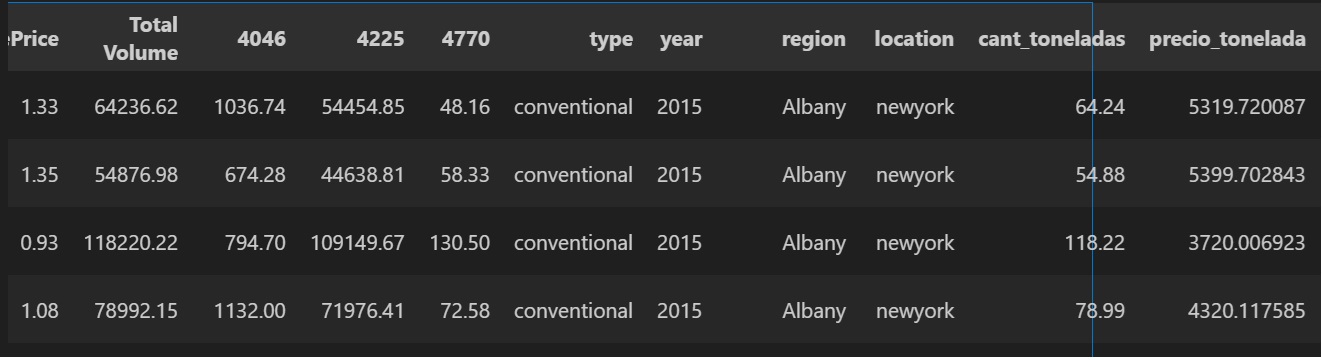 Price Total Volume 4046 4225 4770 type year region location cant_toneladas precio_tonelada
1.33 64236.62 1036.74 54454.85 48.16 conventional 2015 Albany newyork 64.24 5319.720087
1.35 54876.98 674.28 44638.81 58.33 conventional 2015 Albany newyork 54.88 5399.702843
0.93 118220.22 794.70 109149.67 130.50 conventional 2015 Albany newyork 118.22 3720.006923
1.08 78992.15 1132.00 71976.41 72.58 conventional 2015 Albany newyork 78.99 4320.117585